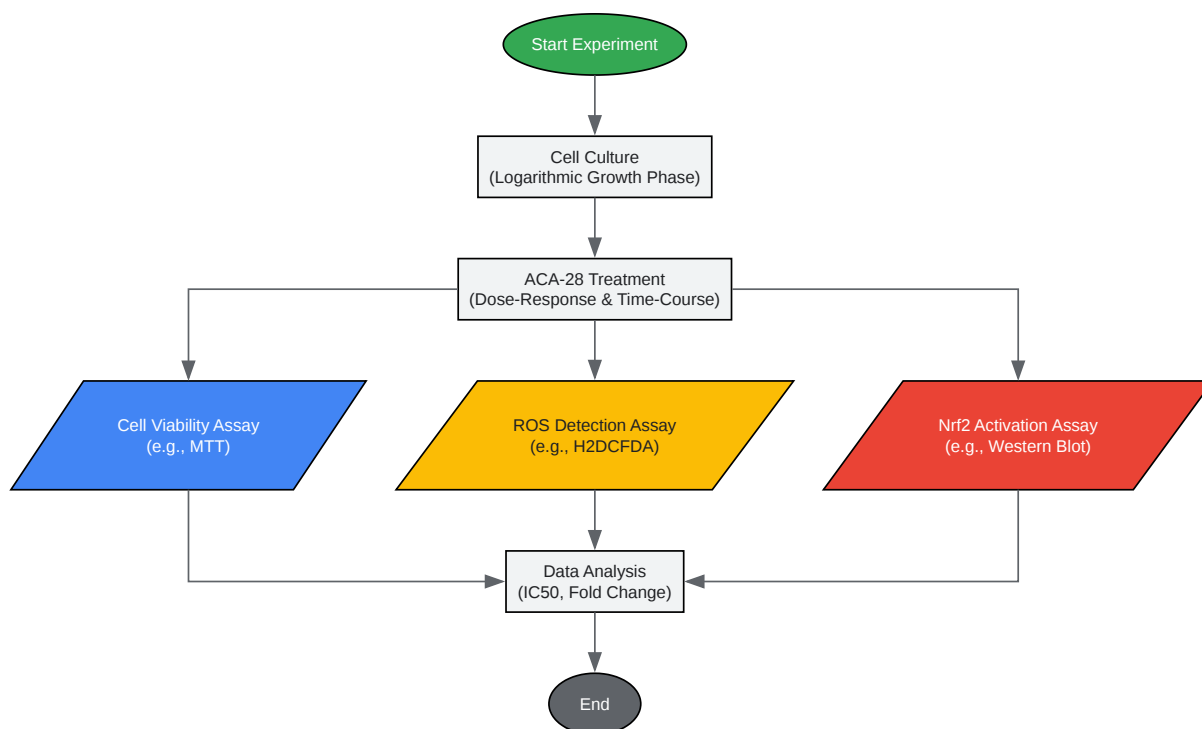 Start Experiment
Cell Culture
(Logarithmic Growth Phase)
ACA-28 Treatment
(Dose-Response & Time-Course)
Cell Viability Assay
(e.g., MTT)
ROS Detection Assay
(e.g., H2DCFDA)
Nrf2 Activation Assay
(e.g., Western Blot)
Data Analysis
(IC50, Fold Change)
End